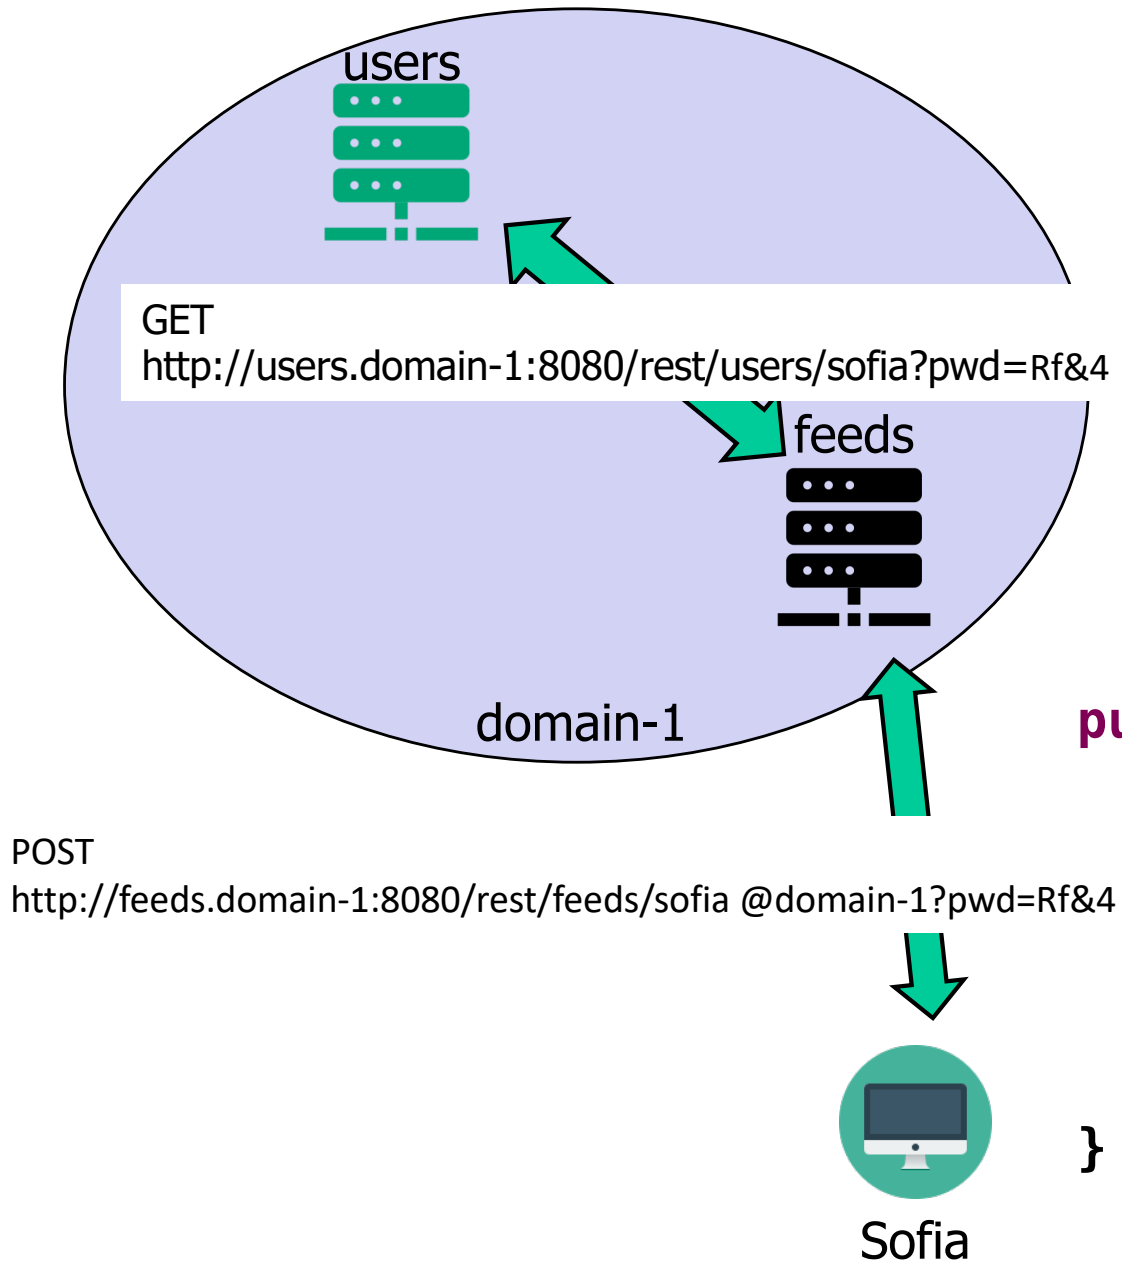 users
GET
http://users.domain-1:8080/rest/users/sofia?pwd=Rf&4
feeds
domain-1
pu
POST
http://feeds.domain-1:8080/rest/feeds/sofia @domain-1?pwd=Rf&4
}
Sofia